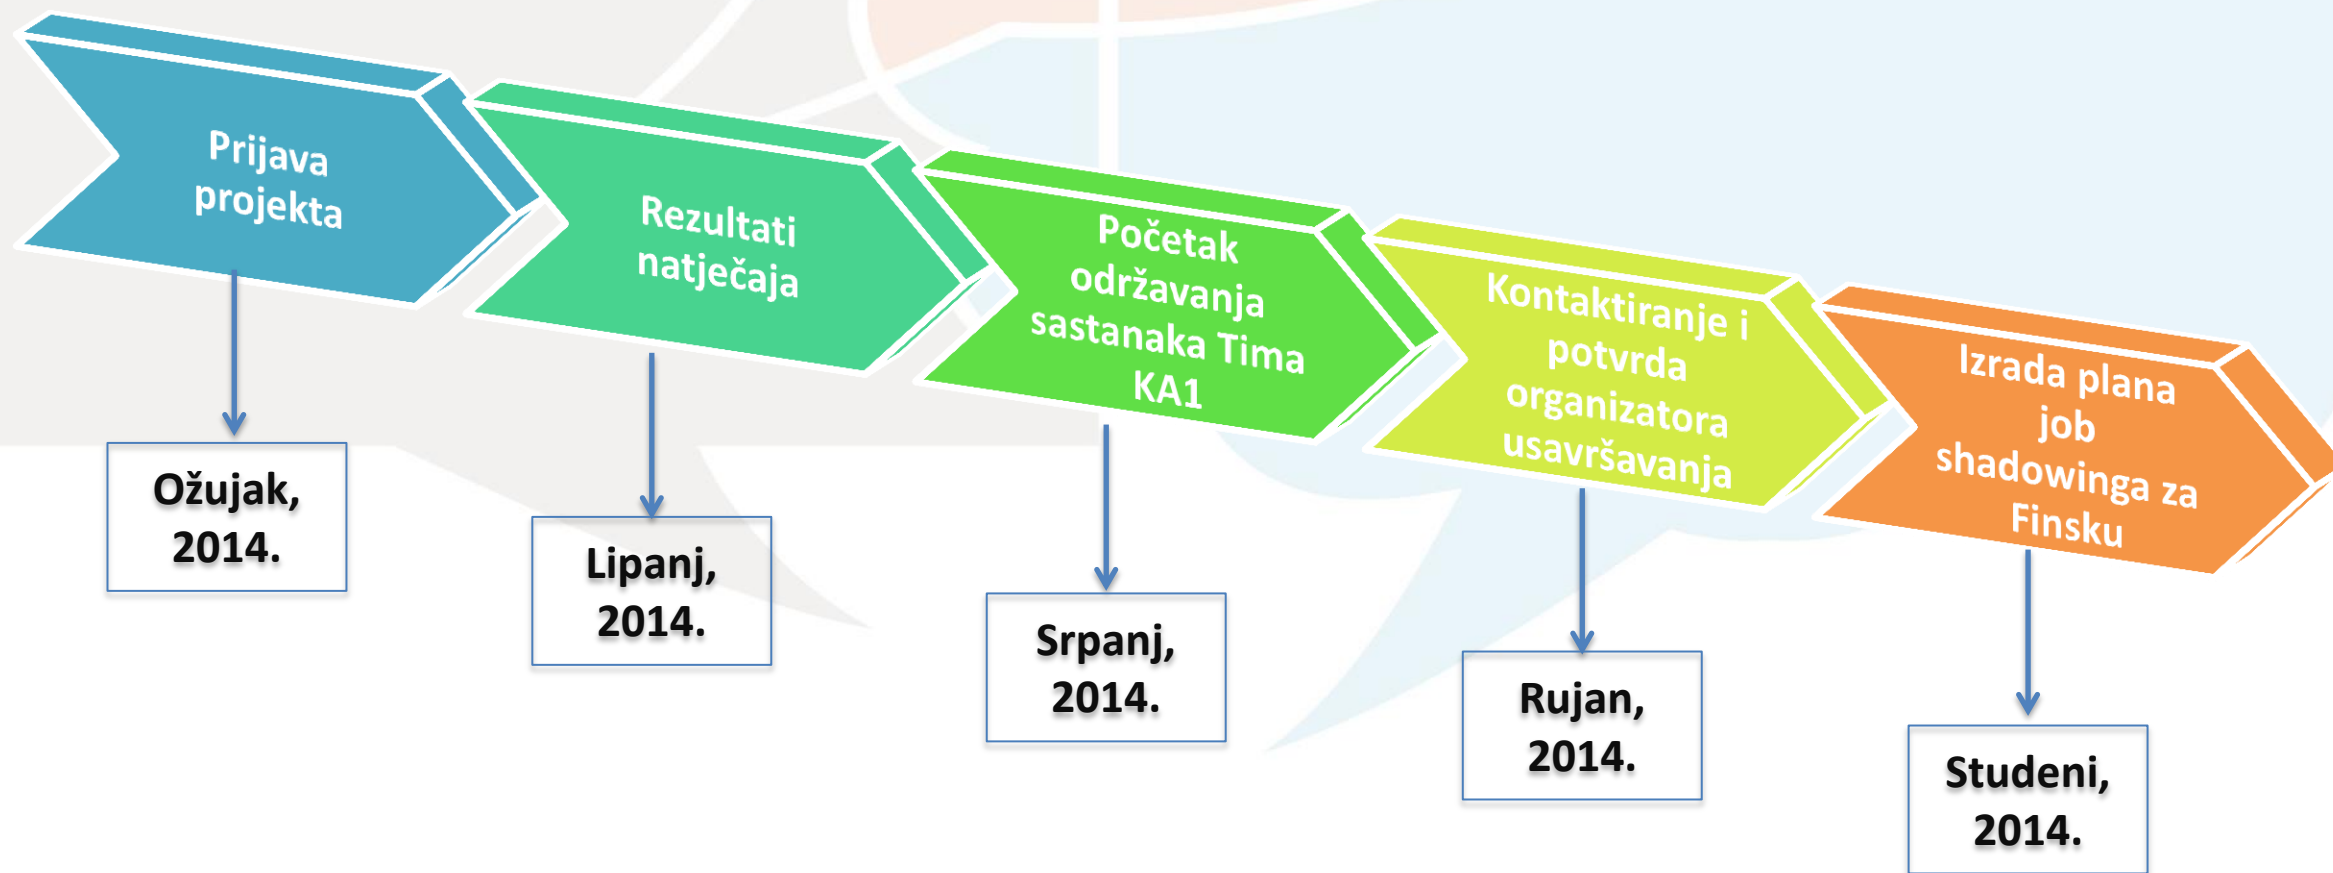 Prijava
projekta
Rezultati
natječaja
Početak
održavanja
sastanaka Tima
KA1
Kontaktiranje i
potvrda
organizatora
usavršavanja
Izrada plana
job
shadowinga za
Finsku
Ožujak,
2014.
Lipanj,
2014.
Srpanj,
2014.
Rujan,
2014.
Studeni,
2014.